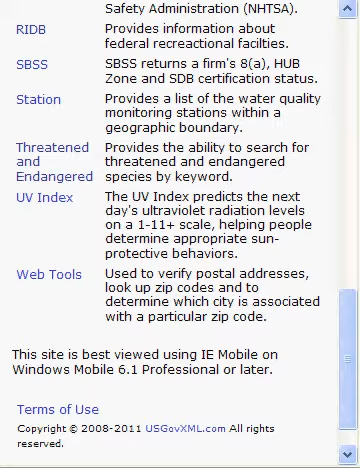 Safety Administration (NHTSA).
RIDB Provides information about
federal recreactional facilties.
SBSS SBSS returns a firm's 8(a), HUB
Zone and SDB certification status.
Station Provides a list of the water quality
monitoring stations within a
geographic boundary.
Threatened Provides the ability to search for
and threatened and endangered
Endangered species by keyword.
UV Index The UV Index predicts the next
day's ultraviolet radiation levels
on a 1-11+ scale, helping people
determine appropriate sun-
protective behaviors.
Web Tools Used to verify postal addresses,
look up zip codes and to
determine which city is associated
with a particular zip code.
This site is best viewed using IE Mobile on
Windows Mobile 6.1 Professional or later.
Terms of Use
Copyright © 2008-2011 USGovXML.com All rights
reserved.